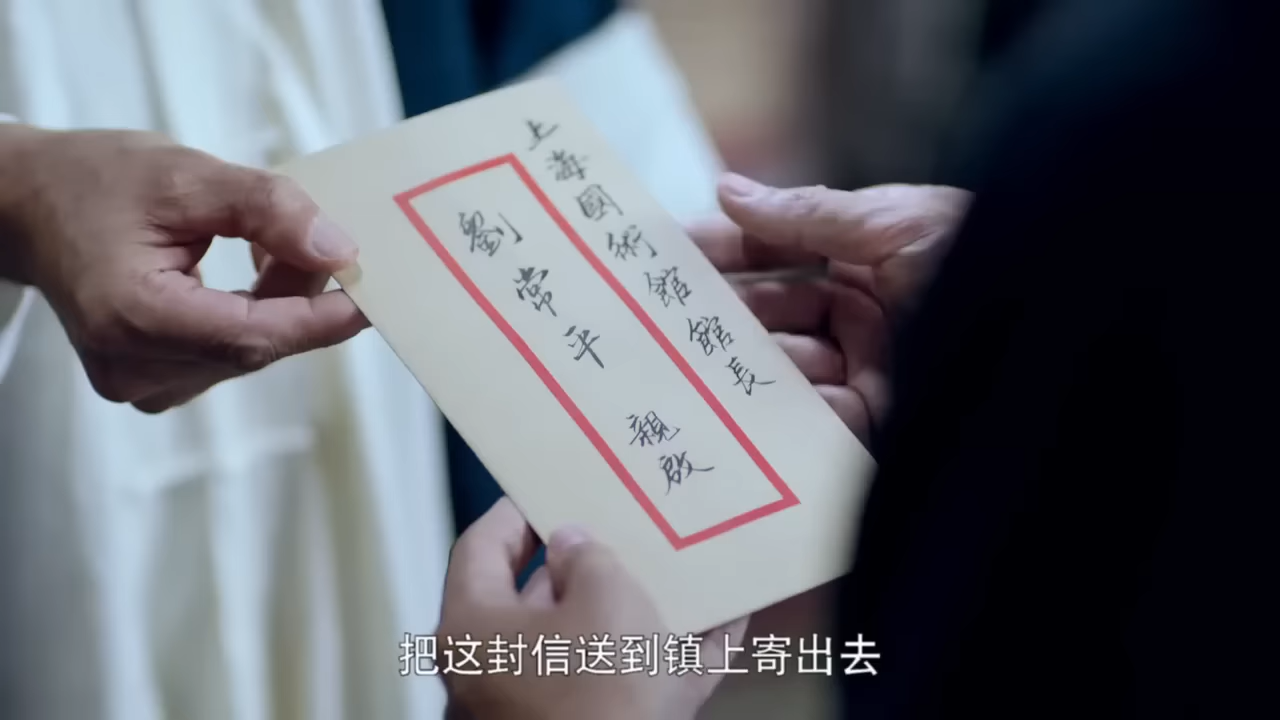 上海國術館館長
劉常平 親啟
把这封信送到镇上寄出去